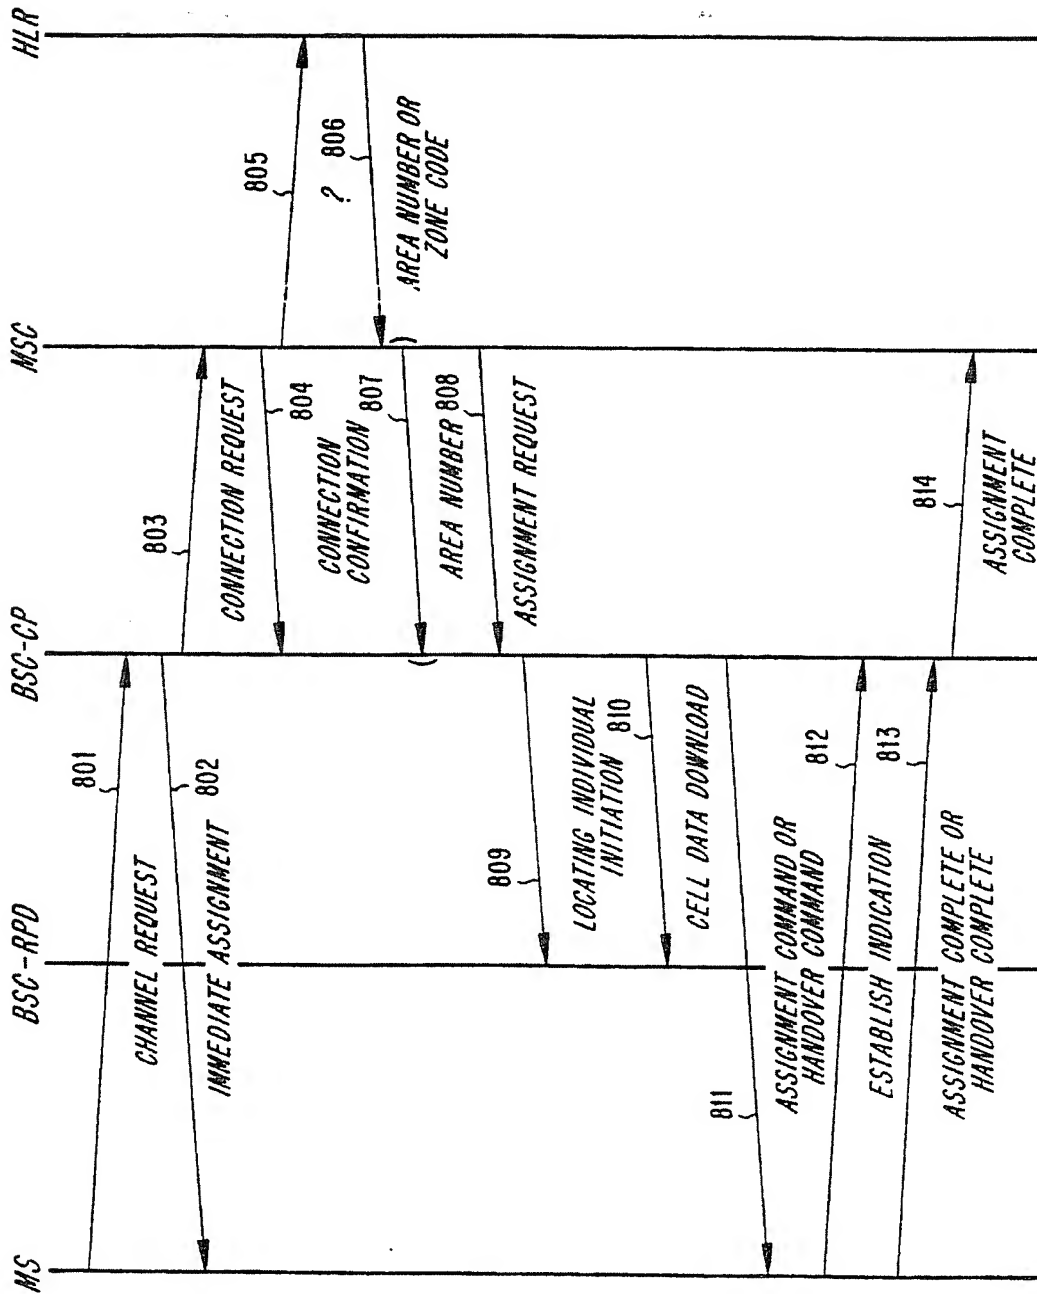 MS
BSC-RPD
BSC-CP
MSC
HLR
801
CHANNEL REQUEST
802
IMMEDIATE ASSIGNMENT
803
CONNECTION REQUEST
804
CONNECTION
CONFIRMATION
805
?
806
AREA NUMBER OR
ZONE CODE
807
( )
AREA NUMBER
808
ASSIGNMENT REQUEST
809
LOCATING INDIVIDUAL
INITIATION
810
CELL DATA DOWNLOAD
811
ASSIGNMENT COMMAND OR
HANDOVER COMMAND
812
ESTABLISH INDICATION
813
ASSIGNMENT COMPLETE OR
HANDOVER COMPLETE
814
ASSIGNMENT
COMPLETE